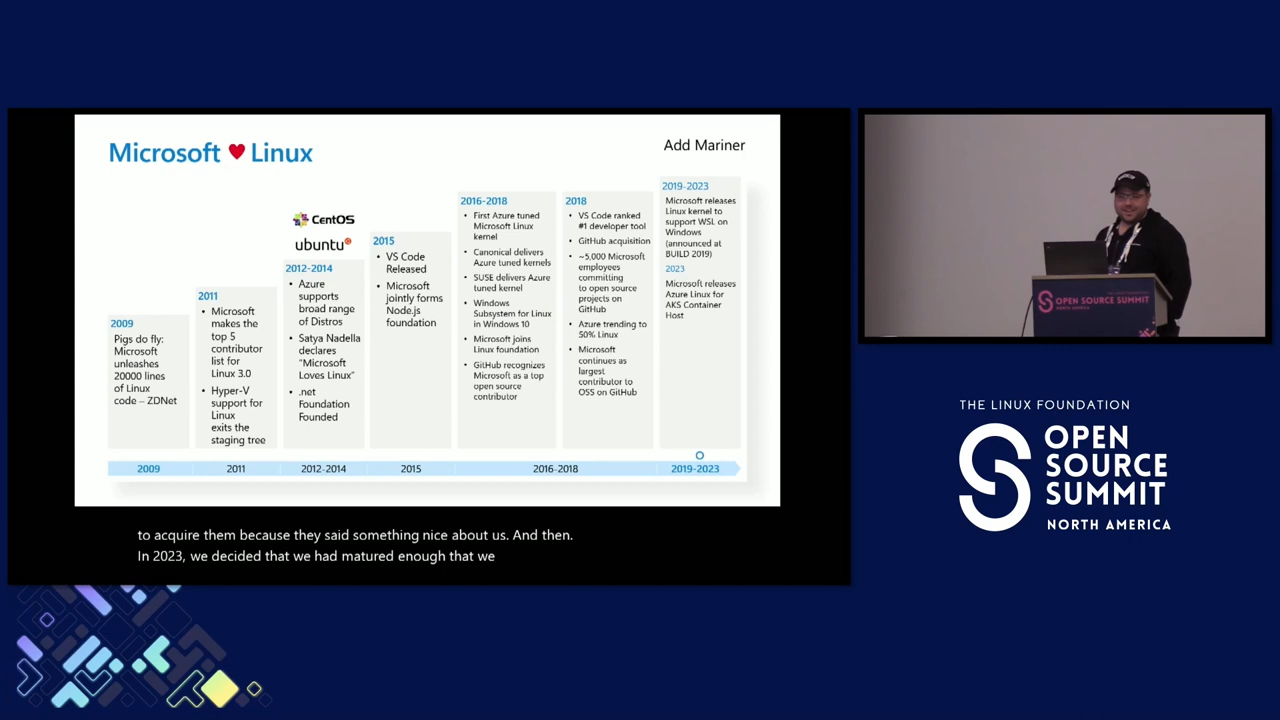 Microsoft ♥ Linux
Add Mariner
2009
Pigs do fly:
Microsoft
unleashes
20000 lines
of Linux
code – ZDNet
2011
• Microsoft
makes the
top 5
contributor
list for
Linux 3.0
• Hyper-V
support for
Linux
exits the
staging tree
CentOS
ubuntu
2012-2014
• Azure
supports
broad range
of Distros
• Satya Nadella
declares
“Microsoft
Loves Linux”
• .net
Foundation
Founded
2015
• VS Code
Released
• Microsoft
jointly forms
Node.js
foundation
2016-2018
• First Azure tuned
Microsoft Linux
kernel
• Canonical delivers
Azure tuned kernels
• SUSE delivers Azure
tuned kernel
• Windows
Subsystem for Linux
in Windows 10
• Microsoft joins
Linux foundation
• GitHub recognizes
Microsoft as a top
open source
contributor
2018
• VS Code ranked
#1 developer tool
• GitHub acquisition
• ~5,000 Microsoft
employees
committing
to open source
projects on
GitHub
• Azure trending to
50% Linux
• Microsoft
continues as
largest
contributor to
OSS on GitHub
2019-2023
Microsoft releases
Linux kernel to
support WSL on
Windows
(announced at
BUILD 2019)
2023
Microsoft releases
Azure Linux for
AKS Container
Host
2009
2011
2012-2014
2015
2016-2018
2019-2023
to acquire them because they said something nice about us. And then.
In 2023, we decided that we had matured enough that we
OPEN SOURCE SUMMIT
NORTH AMERICA
THE LINUX FOUNDATION
OPEN
SOURCE
SUMMIT
NORTH AMERICA